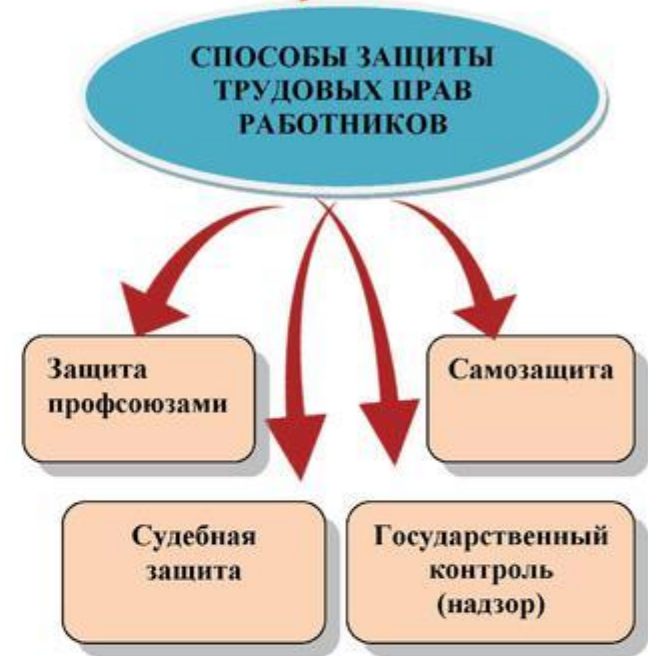 СПОСОБЫ ЗАЩИТЫ
ТРУДОВЫХ ПРАВ
РАБОТНИКОВ
Защита
профсоюзами
Самозащита
Судебная
защита
Государственный
контроль
(надзор)